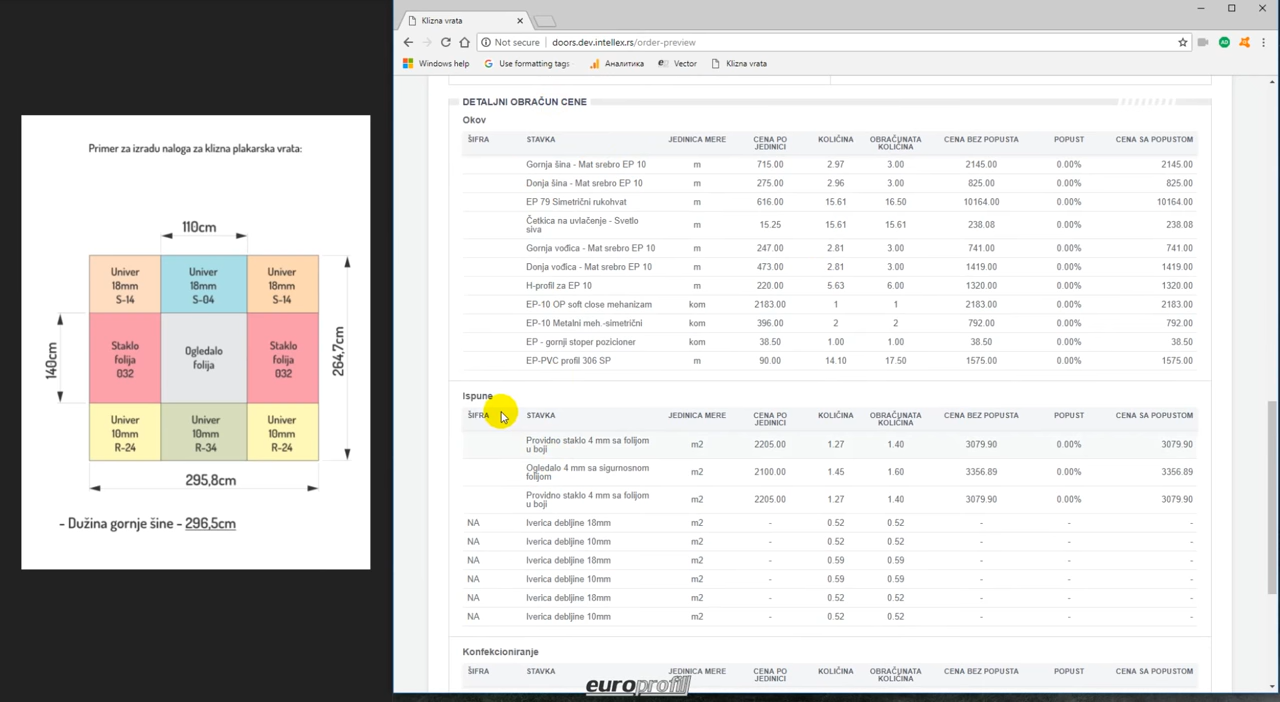 Primer za izradu naloga za klizna plakarska vrata:
110cm
Univer
18mm
S-14
Univer
18mm
S-04
Univer
18mm
S-14
140cm
Staklo
folija
032
Ogledalo
folija
Staklo
folija
032
264,7cm
Univer
10mm
R-24
Univer
10mm
R-34
Univer
10mm
R-24
295,8cm
- Dužina gornje šine - 296,5cm
Klizna vrata
Not secure doors.dev.intellex.rs/order-preview
Windows help Use formatting tags Аналитика Vector Klizna vrata
DETALJNI OBRAČUN CENE
Okov
ŠIFRA STAVKA JEDINICA MERE CENA PO JEDINICI KOLIČINA OBRAČUNATA KOLIČINA CENA BEZ POPUSTA POPUST CENA SA POPUSTOM
Gornja šina - Mat srebro EP 10 m 715.00 2.97 3.00 2145.00 0.00% 2145.00
Donja šina - Mat srebro EP 10 m 275.00 2.96 3.00 825.00 0.00% 825.00
EP 79 Simetrični rukohvat m 616.00 15.61 16.50 10164.00 0.00% 10164.00
Četkica na uvlačenje - Svetlo siva m 15.25 15.61 15.61 238.08 0.00% 238.08
Gornja vođica - Mat srebro EP 10 m 247.00 2.81 3.00 741.00 0.00% 741.00
Donja vođica - Mat srebro EP 10 m 473.00 2.81 3.00 1419.00 0.00% 1419.00
H-profil za EP 10 m 220.00 5.63 6.00 1320.00 0.00% 1320.00
EP-10 OP soft close mehanizam kom 2183.00 1 1 2183.00 0.00% 2183.00
EP-10 Metalni meh.-simetrični kom 396.00 2 2 792.00 0.00% 792.00
EP - gornji stoper pozicioner kom 38.50 1.00 1.00 38.50 0.00% 38.50
EP-PVC profil 306 SP m 90.00 14.10 17.50 1575.00 0.00% 1575.00
Ispune
ŠIFRA STAVKA JEDINICA MERE CENA PO JEDINICI KOLIČINA OBRAČUNATA KOLIČINA CENA BEZ POPUSTA POPUST CENA SA POPUSTOM
Providno staklo 4 mm sa folijom u boji m2 2205.00 1.27 1.40 3079.90 0.00% 3079.90
Ogledalo 4 mm sa sigurnosnom folijom m2 2100.00 1.45 1.60 3356.89 0.00% 3356.89
Providno staklo 4 mm sa folijom u boji m2 2205.00 1.27 1.40 3079.90 0.00% 3079.90
NA Iverica debljine 18mm m2 - 0.52 0.52 - - -
NA Iverica debljine 10mm m2 - 0.52 0.52 - - -
NA Iverica debljine 18mm m2 - 0.59 0.59 - - -
NA Iverica debljine 10mm m2 - 0.59 0.59 - - -
NA Iverica debljine 18mm m2 - 0.52 0.52 - - -
NA Iverica debljine 10mm m2 - 0.52 0.52 - - -
Konfekcioniranje
ŠIFRA STAVKA JEDINICA MERE CENA PO JEDINICI KOLIČINA OBRAČUNATA KOLIČINA CENA BEZ POPUSTA POPUST CENA SA POPUSTOM
europrofill